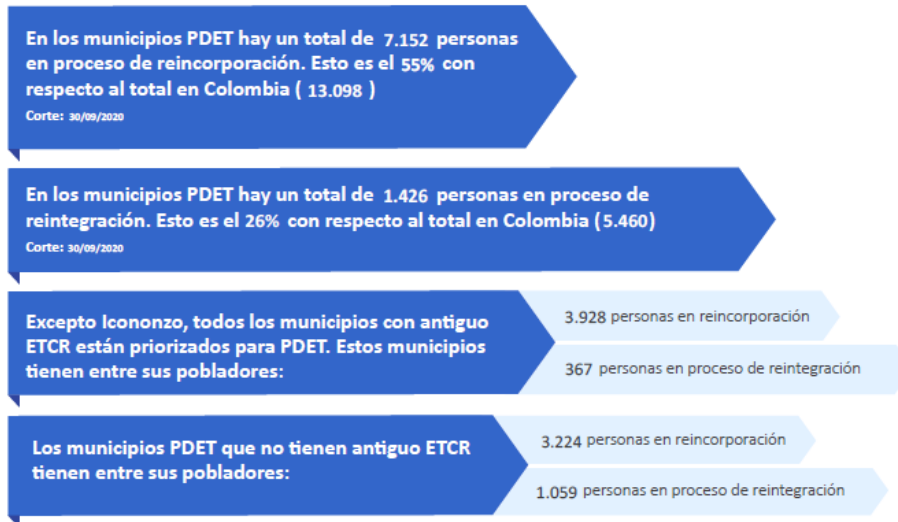 En los municipios PDET hay un total de 7.152 personas
en proceso de reincorporación. Esto es el 55% con
respecto al total en Colombia ( 13.098 )
Corte: 30/09/2020
En los municipios PDET hay un total de 1.426 personas en proceso de
reintegración. Esto es el 26% con respecto al total en Colombia (5.460)
Corte: 30/09/2020
Excepto Icononzo, todos los municipios con antiguo
ETCR están priorizados para PDET. Estos municipios
tienen entre sus pobladores:
3.928 personas en reincorporación
367 personas en proceso de reintegración
Los municipios PDET que no tienen antiguo ETCR
tienen entre sus pobladores:
3.224 personas en reincorporación
1.059 personas en proceso de reintegración